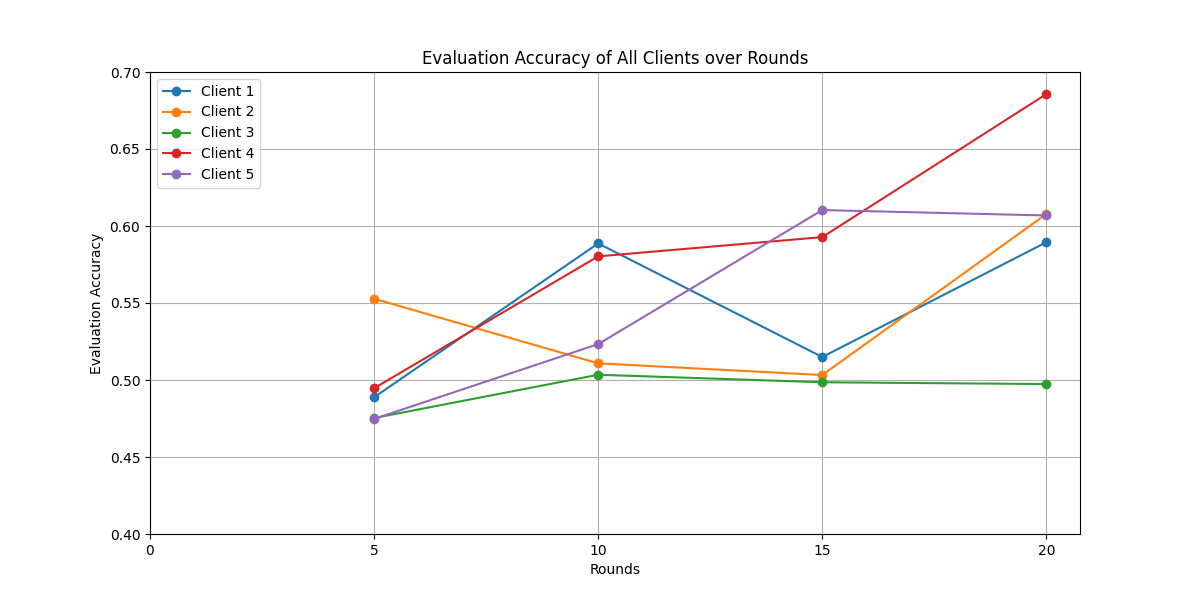 Evaluation Accuracy of All Clients over Rounds
0.70
0.65
0.60
0.55
0.50
0.45
0.40
Evaluation Accuracy
Client 1
Client 2
Client 3
Client 4
Client 5
0
5
10
15
20
Rounds